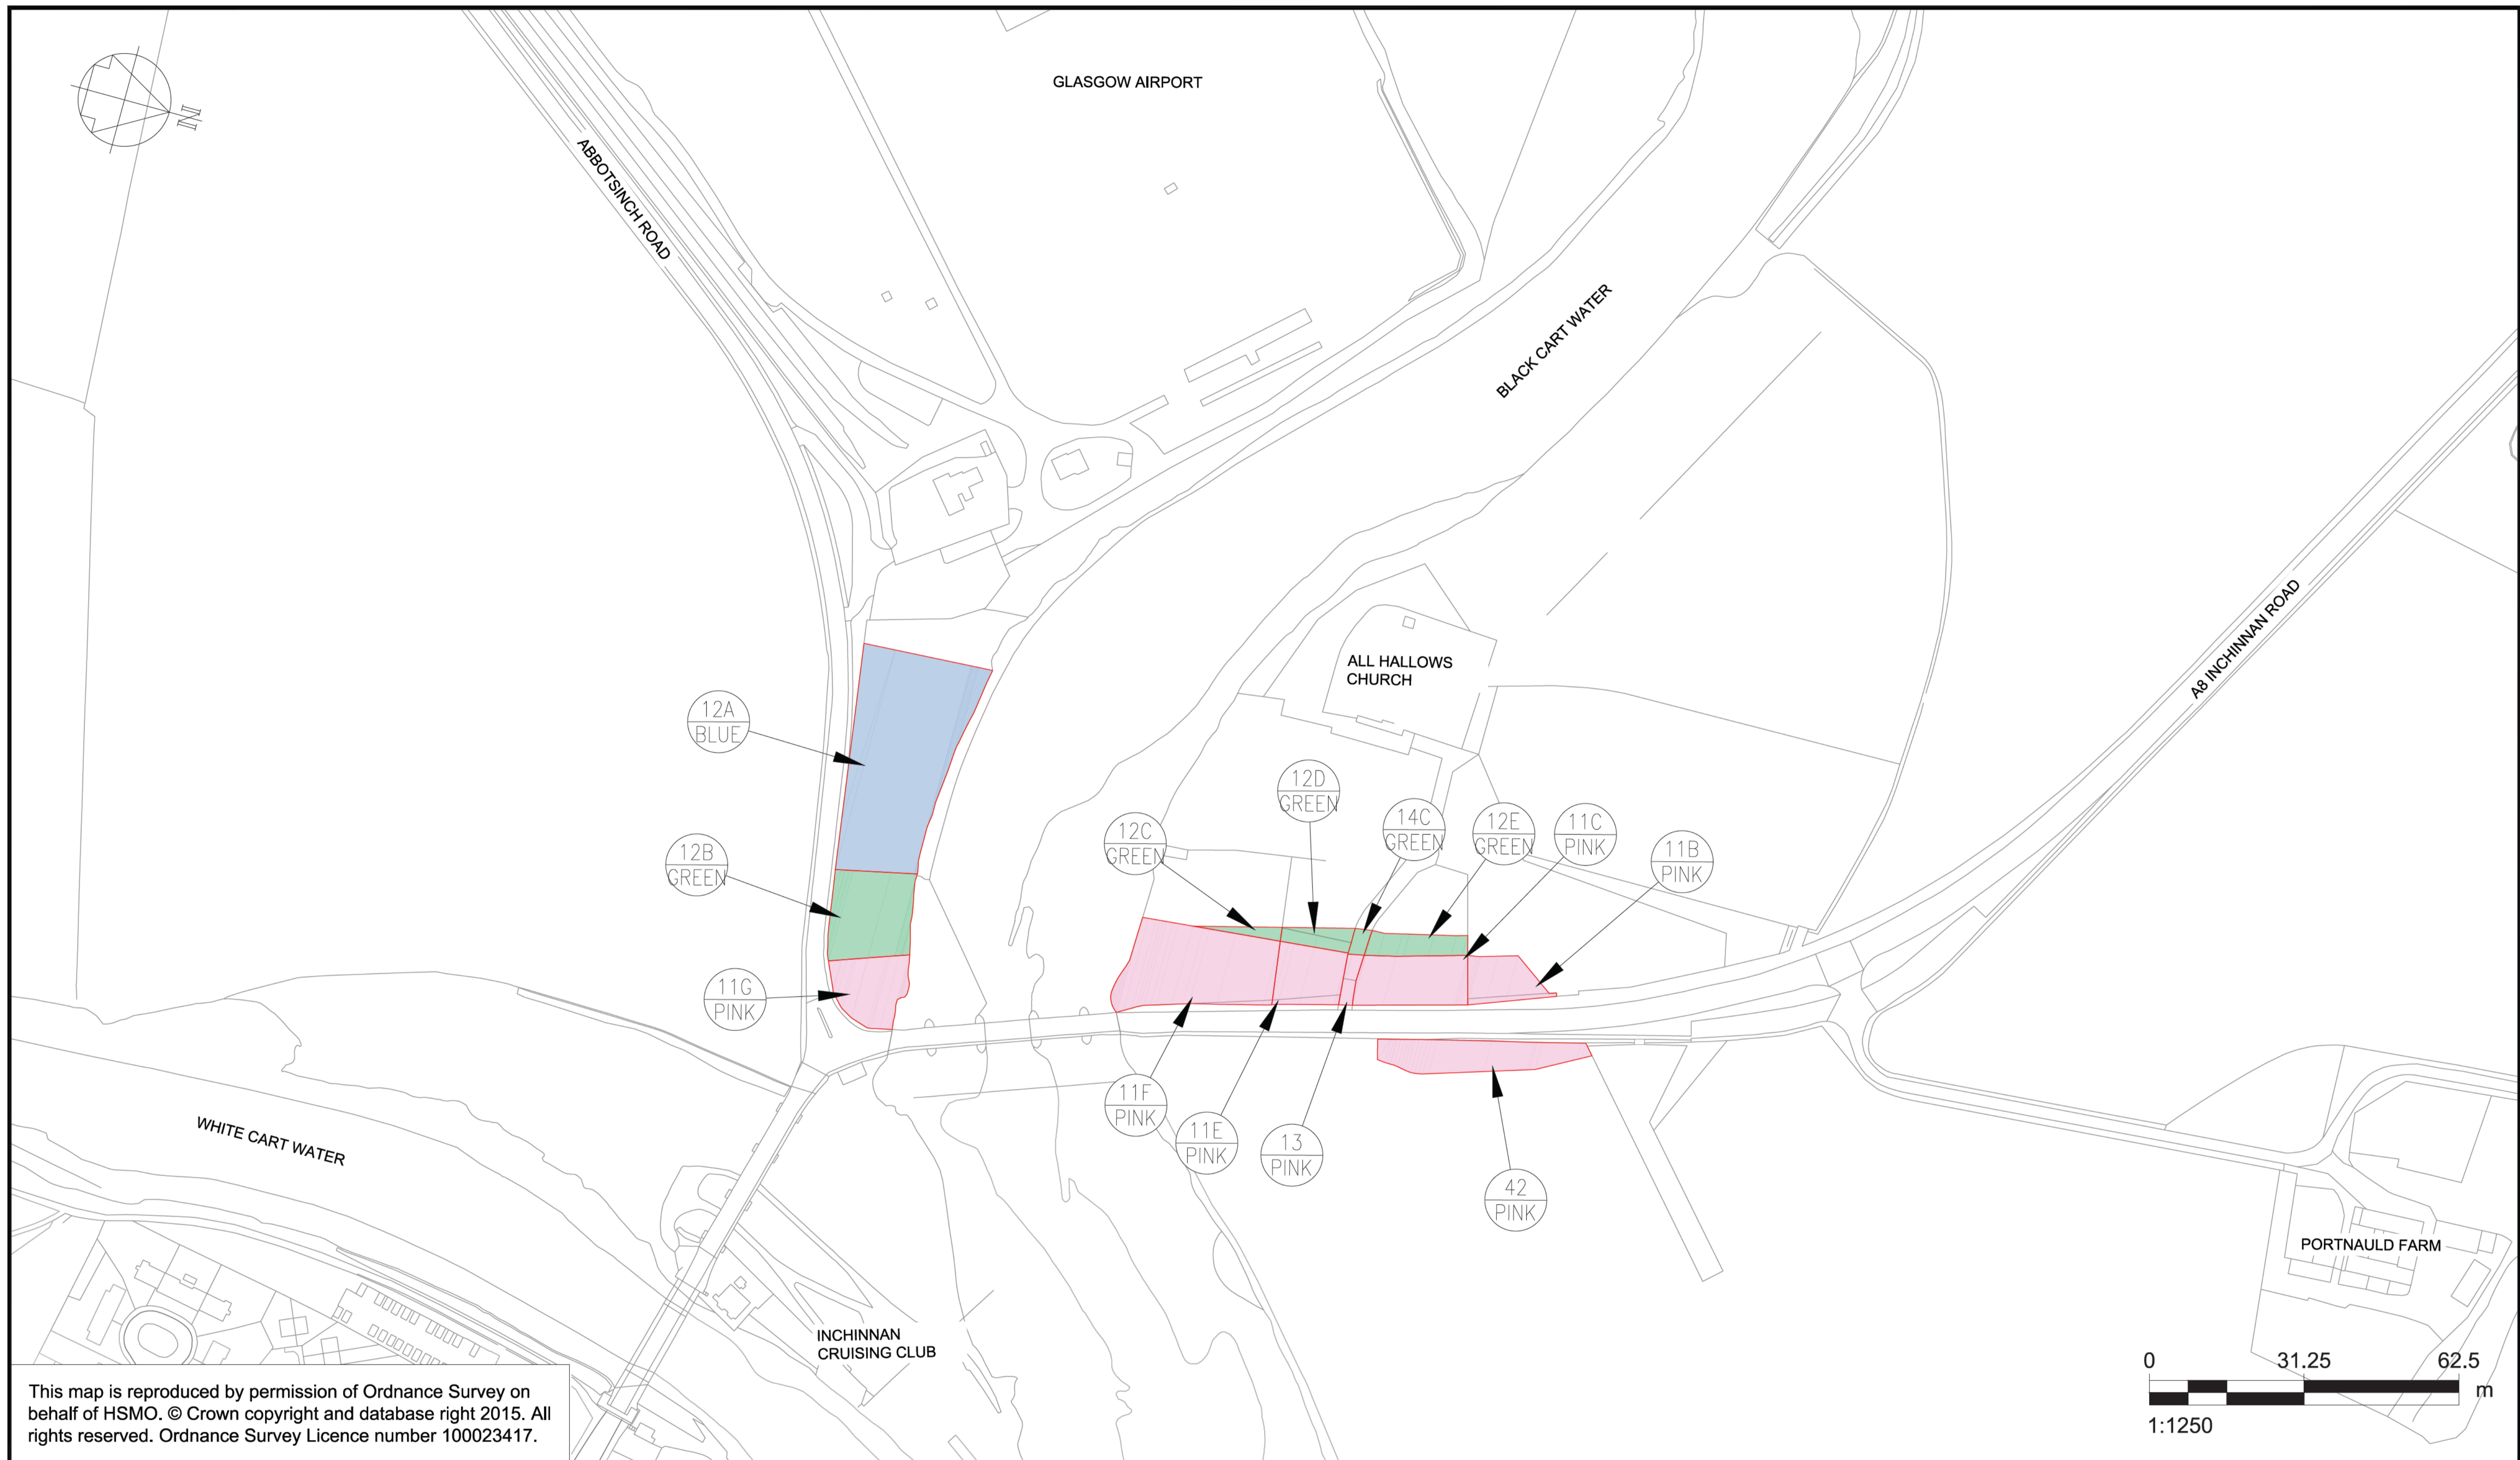 GLASGOW AIRPORT
N
ABBOTSINCH ROAD
BLACK CART WATER
A8 INCHINNAN ROAD
ALL HALLOWS
CHURCH
12A
BLUE
12B
GREEN
11G
PINK
12C
GREEN
12D
GREEN
14C
GREEN
12E
GREEN
11C
PINK
11B
PINK
11F
PINK
11E
PINK
13
PINK
42
PINK
WHITE CART WATER
PORTNAULD FARM
INCHINNAN
CRUISING CLUB
This map is reproduced by permission of Ordnance Survey on
behalf of HSMO. © Crown copyright and database right 2015. All
rights reserved. Ordnance Survey Licence number 100023417.
0 31.25 62.5
m
1:1250